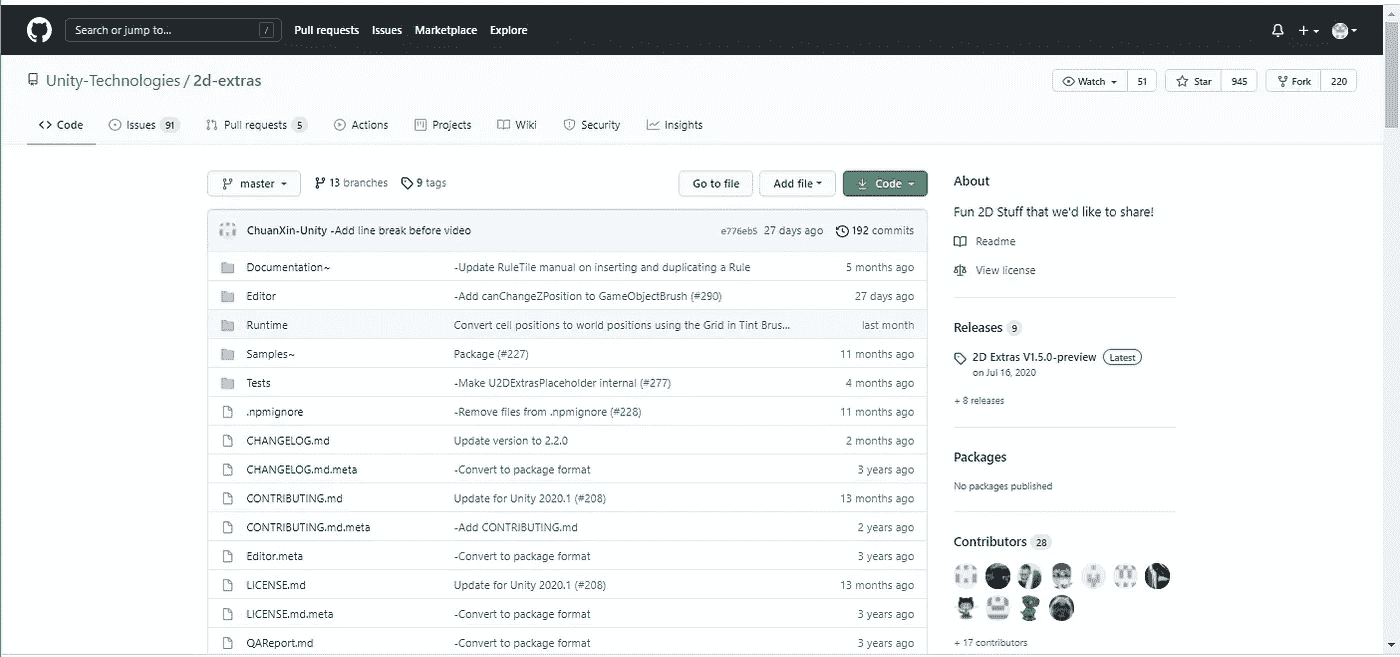 Search or jump to... / Pull requests Issues Marketplace Explore
Unity-Technologies / 2d-extras Watch 51 Star 945 Fork 220
Code Issues 91 Pull requests 5 Actions Projects Wiki Security Insights
master 13 branches 9 tags Go to file Add file Code
ChuanXin-Unity -Add line break before video e776eb5 27 days ago 192 commits
Documentation~ -Update RuleTile manual on inserting and duplicating a Rule 5 months ago
Editor -Add canChangeZPosition to GameObjectBrush (#290) 27 days ago
Runtime Convert cell positions to world positions using the Grid in Tint Brus... last month
Samples~ Package (#227) 11 months ago
Tests -Make U2DExtrasPlaceholder internal (#277) 4 months ago
.npmignore -Remove files from .npmignore (#228) 11 months ago
CHANGELOG.md Update version to 2.2.0 2 months ago
CHANGELOG.md.meta -Convert to package format 3 years ago
CONTRIBUTING.md Update for Unity 2020.1 (#208) 13 months ago
CONTRIBUTING.md.meta -Add CONTRIBUTING.md 2 years ago
Editor.meta -Convert to package format 3 years ago
LICENSE.md Update for Unity 2020.1 (#208) 13 months ago
LICENSE.md.meta -Convert to package format 3 years ago
QAReport.md -Convert to package format 3 years ago
About
Fun 2D Stuff that we'd like to share!
Readme
View license
Releases 9
2D Extras V1.5.0-preview Latest
on Jul 16, 2020
+ 8 releases
Packages
No packages published
Contributors 28
+ 17 contributors